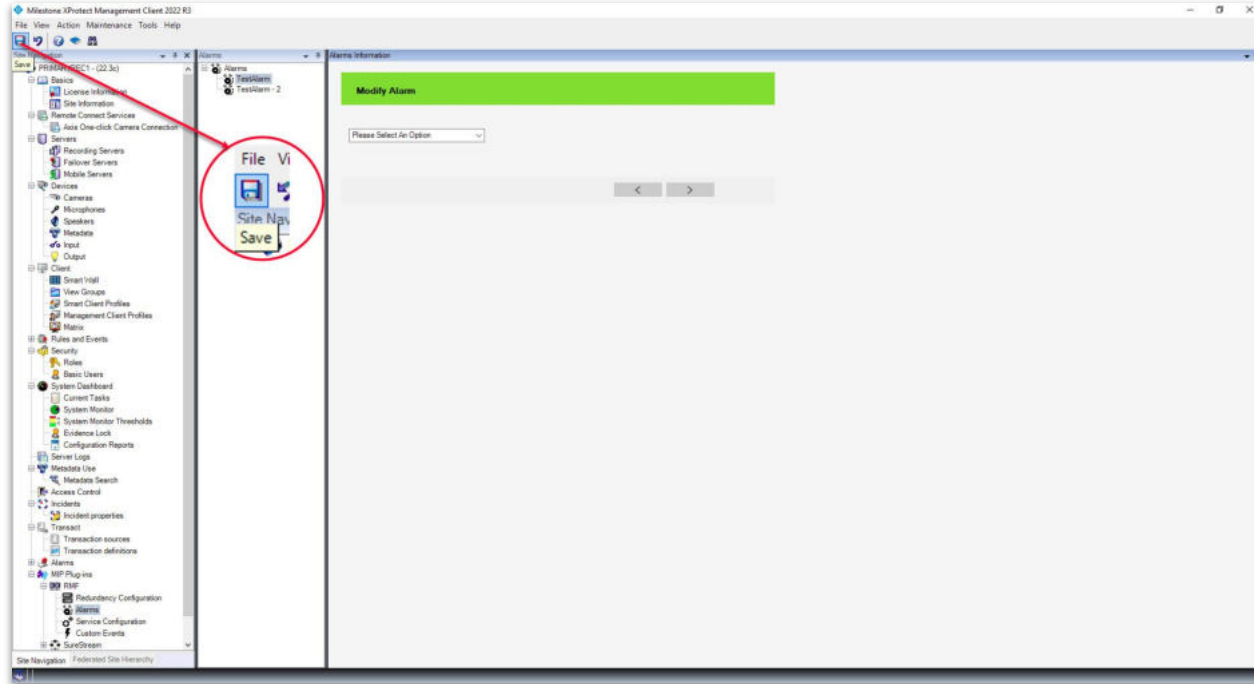 Milestone XProtect Management Client 2022 R3
File View Action Maintenance Tools Help
Save
PRIMARYREC1 - (22.3c)
Basics
License Information
Site Information
Remote Connect Services
Axis One-click Camera Connection
Servers
Recording Servers
Failover Servers
Mobile Servers
Devices
Cameras
Microphones
Speakers
Metadata
Input
Output
Client
Smart Wall
View Groups
Smart Client Profiles
Management Client Profiles
Matrix
Rules and Events
Security
Roles
Basic Users
System Dashboard
Current Tasks
System Monitor
System Monitor Thresholds
Evidence Lock
Configuration Reports
Server Logs
Metadata Use
Metadata Search
Access Control
Incidents
Incident properties
Transact
Transaction sources
Transaction definitions
Alarms
MIP Plug-ins
RMF
Redundancy Configuration
Alarms
Service Configuration
Custom Events
SureStream
Site Navigation Federated Site Hierarchy
Alarms
Alarms
TestAlarm
TestAlarm - 2
File Vi
Site Nav
Save
Alarms Information
Modify Alarm
Please Select An Option
< >